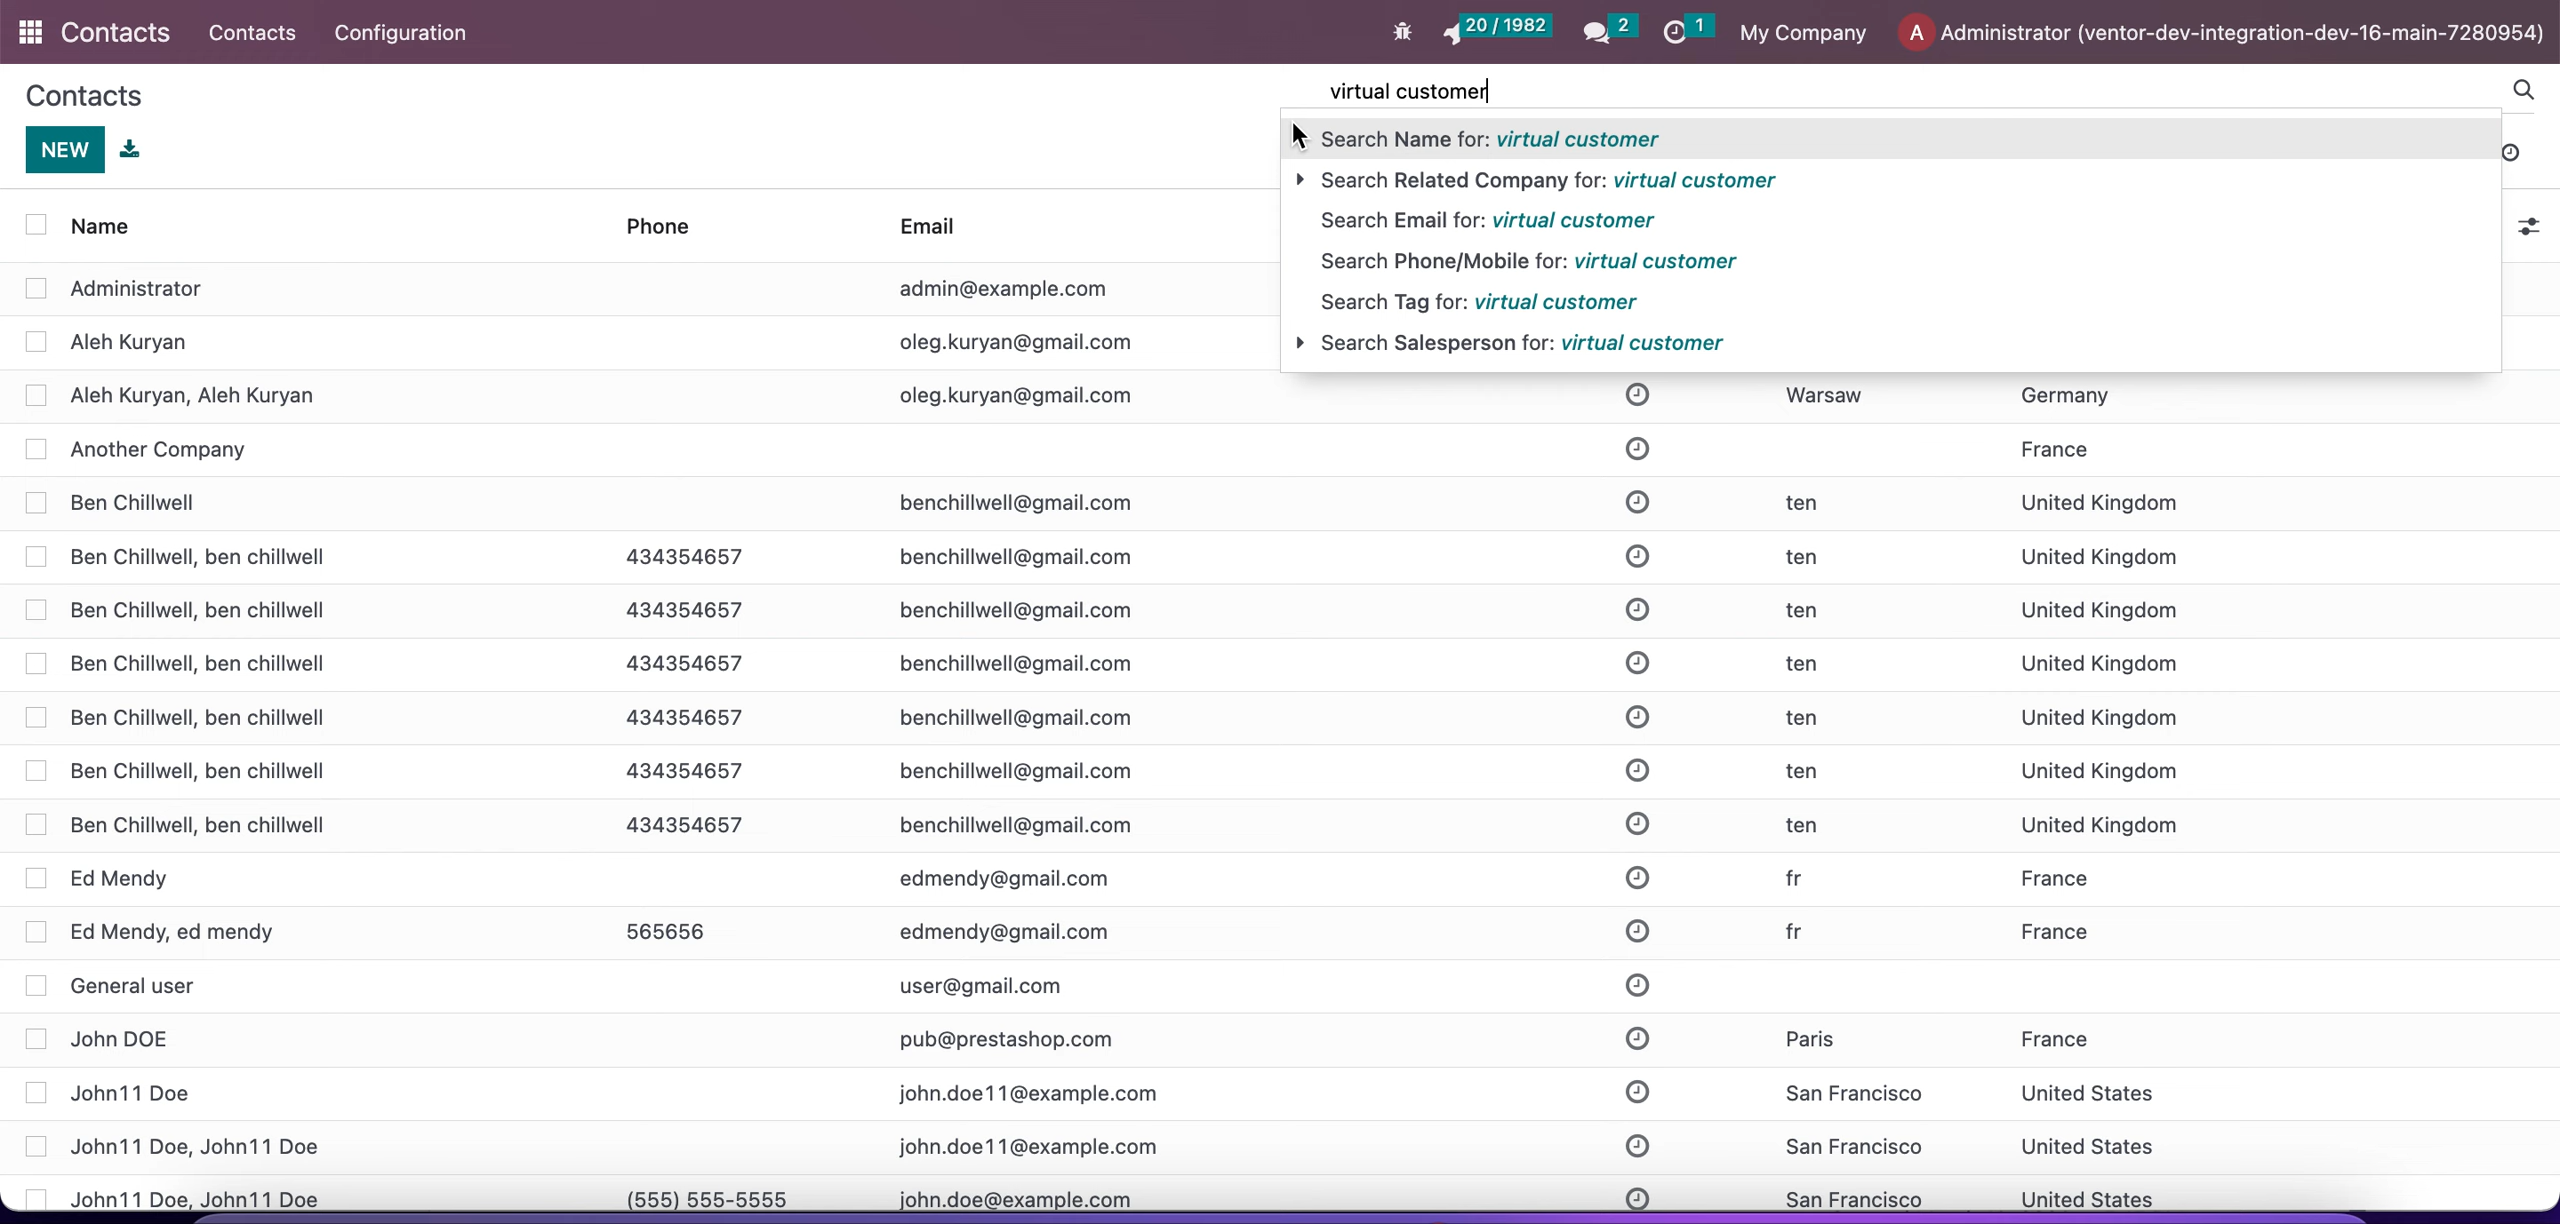 Contacts Contacts Configuration 20 / 1982 2 1 My Company A Administrator (ventor-dev-integration-dev-16-main-7280954)
Contacts virtual customer
NEW
Search Name for: virtual customer
Search Related Company for: virtual customer
Search Email for: virtual customer
Search Phone/Mobile for: virtual customer
Search Tag for: virtual customer
Search Salesperson for: virtual customer
Name Phone Email
Administrator admin@example.com
Aleh Kuryan oleg.kuryan@gmail.com
Aleh Kuryan, Aleh Kuryan oleg.kuryan@gmail.com Warsaw Germany
Another Company France
Ben Chillwell benchillwell@gmail.com ten United Kingdom
Ben Chillwell, ben chillwell 434354657 benchillwell@gmail.com ten United Kingdom
Ben Chillwell, ben chillwell 434354657 benchillwell@gmail.com ten United Kingdom
Ben Chillwell, ben chillwell 434354657 benchillwell@gmail.com ten United Kingdom
Ben Chillwell, ben chillwell 434354657 benchillwell@gmail.com ten United Kingdom
Ben Chillwell, ben chillwell 434354657 benchillwell@gmail.com ten United Kingdom
Ben Chillwell, ben chillwell 434354657 benchillwell@gmail.com ten United Kingdom
Ed Mendy edmendy@gmail.com fr France
Ed Mendy, ed mendy 565656 edmendy@gmail.com fr France
General user user@gmail.com
John DOE pub@prestashop.com Paris France
John11 Doe john.doe11@example.com San Francisco United States
John11 Doe, John11 Doe john.doe11@example.com San Francisco United States
John11 Doe, John11 Doe (555) 555-5555 john.doe@example.com San Francisco United States